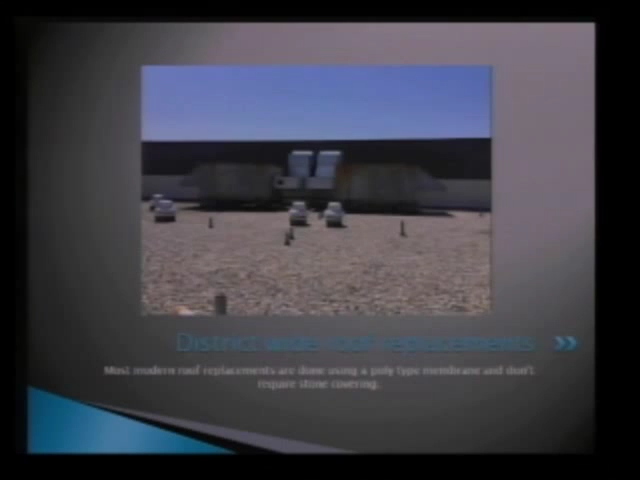 District wide roof replacements
Most modern roof replacements are done using a poly type membrane and don't
require stone covering.